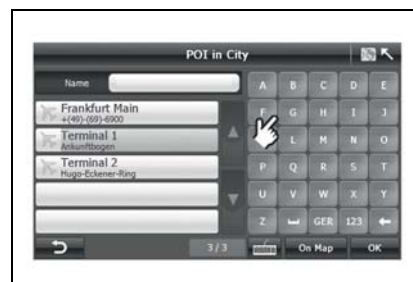 POI in City
Name
A B C D E
Frankfurt Main
+(49)-(69)-6900
F G H I J
Terminal 1
Ankunftbogen
L M N O
Terminal 2
Hugo-Eckener-Ring
P Q R S T
U V W X Y
Z GER 123
3/3
On Map
OK